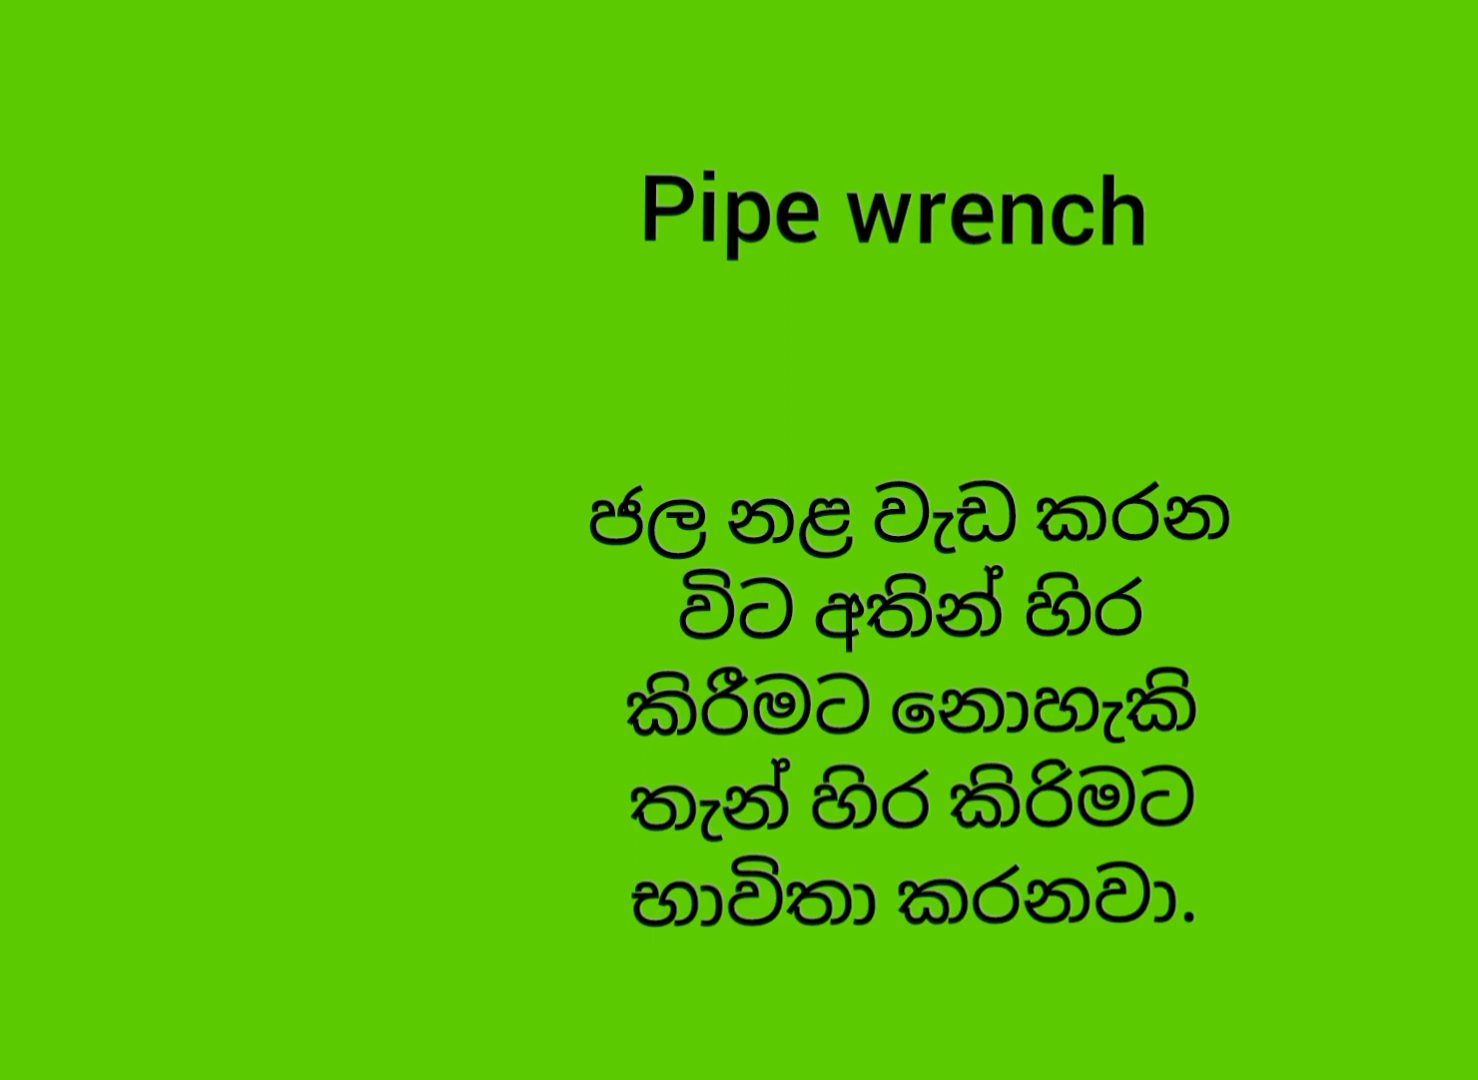 Pipe wrench
ජල නළ වැඩ කරන
විට අතින් හිර
කිරීමට නොහැකි
තැන් හිර කිරිමට
භාවිතා කරනවා.